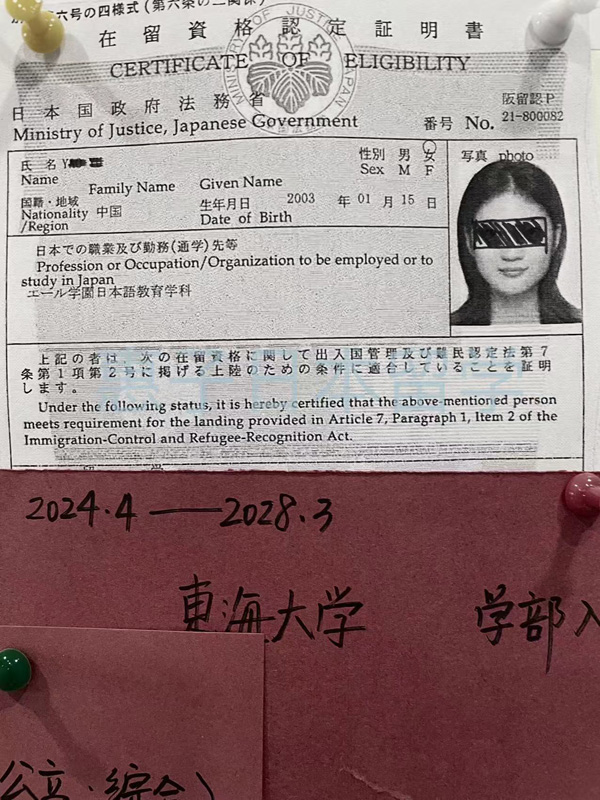 六号の四様式(第六条の二関係)
在留資格認定証明書
CERTIFICATE OF ELIGIBILITY
MINISTRY OF JUSTICE JAPAN
日本国政府法務省
Ministry of Justice, Japanese Government
阪留認P
番号 No. 21-800082
氏 名 Y
Name
Family Name Given Name
性別 男 女
Sex M F
写真 photo
国籍・地域
Nationality 中国
/Region
生年月日 2003 年 01 月 15 日
Date of Birth
日本での職業及び勤務(通学)先等
Profession or Occupation/Organization to be employed or to
study in Japan
エール学園日本語教育学科
上記の者は、次の在留資格に関して出入国管理及び難民認定法第7
条第1項第2号に掲げる上陸のための条件に適合していることを証明
します。
Under the following status, it is hereby certified that the above-mentioned person
meets requirement for the landing provided in Article 7, Paragraph 1, Item 2 of the
Immigration-Control and Refugee-Recognition Act.
2024.4 — 2028.3
東海大学 学部入
公立·綜合)